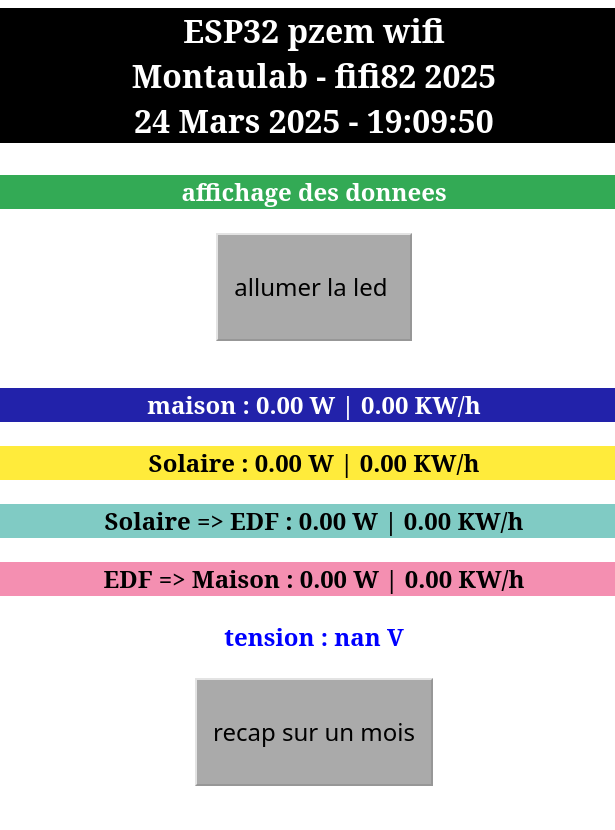 ESP32 pzem wifi
Montaulab - fifi82 2025
24 Mars 2025 - 19:09:50
affichage des donnees
allumer la led
maison : 0.00 W | 0.00 KW/h
Solaire : 0.00 W | 0.00 KW/h
Solaire => EDF : 0.00 W | 0.00 KW/h
EDF => Maison : 0.00 W | 0.00 KW/h
tension : nan V
recap sur un mois